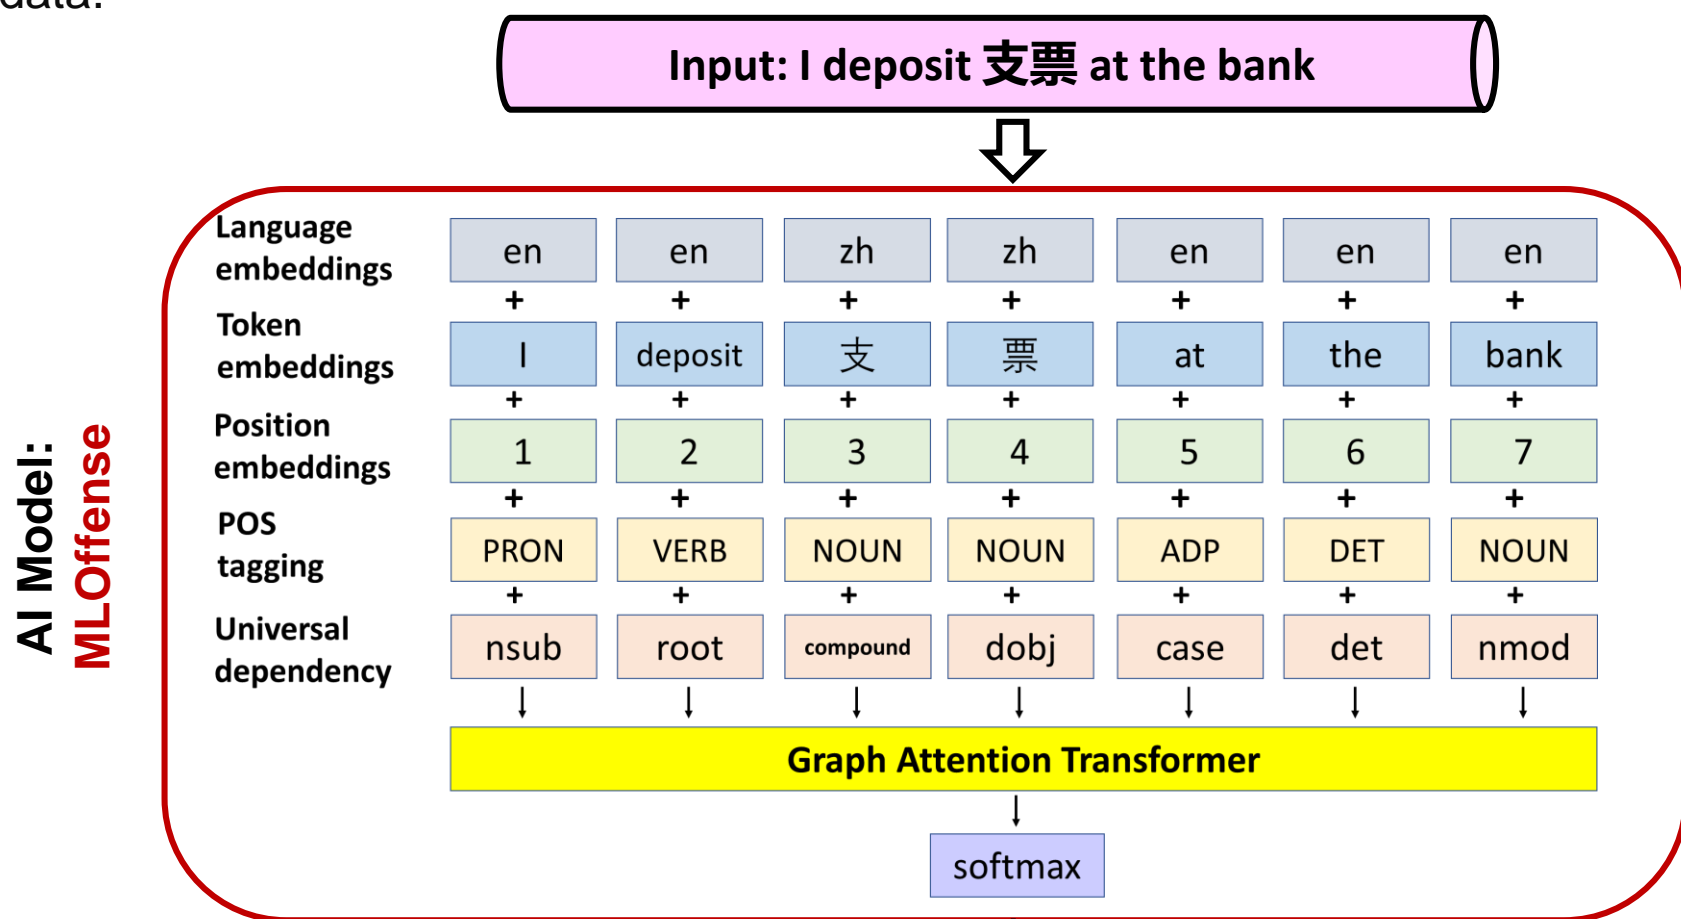 data.
Input: I deposit 支票 at the bank
AI Model:
MLOffense
Language embeddings
en en zh zh en en en
+ + + + + + +
Token embeddings
I deposit 支 票 at the bank
+ + + + + + +
Position embeddings
1 2 3 4 5 6 7
+ + + + + + +
POS tagging
PRON VERB NOUN NOUN ADP DET NOUN
+ + + + + + +
Universal dependency
nsub root compound dobj case det nmod
Graph Attention Transformer
softmax